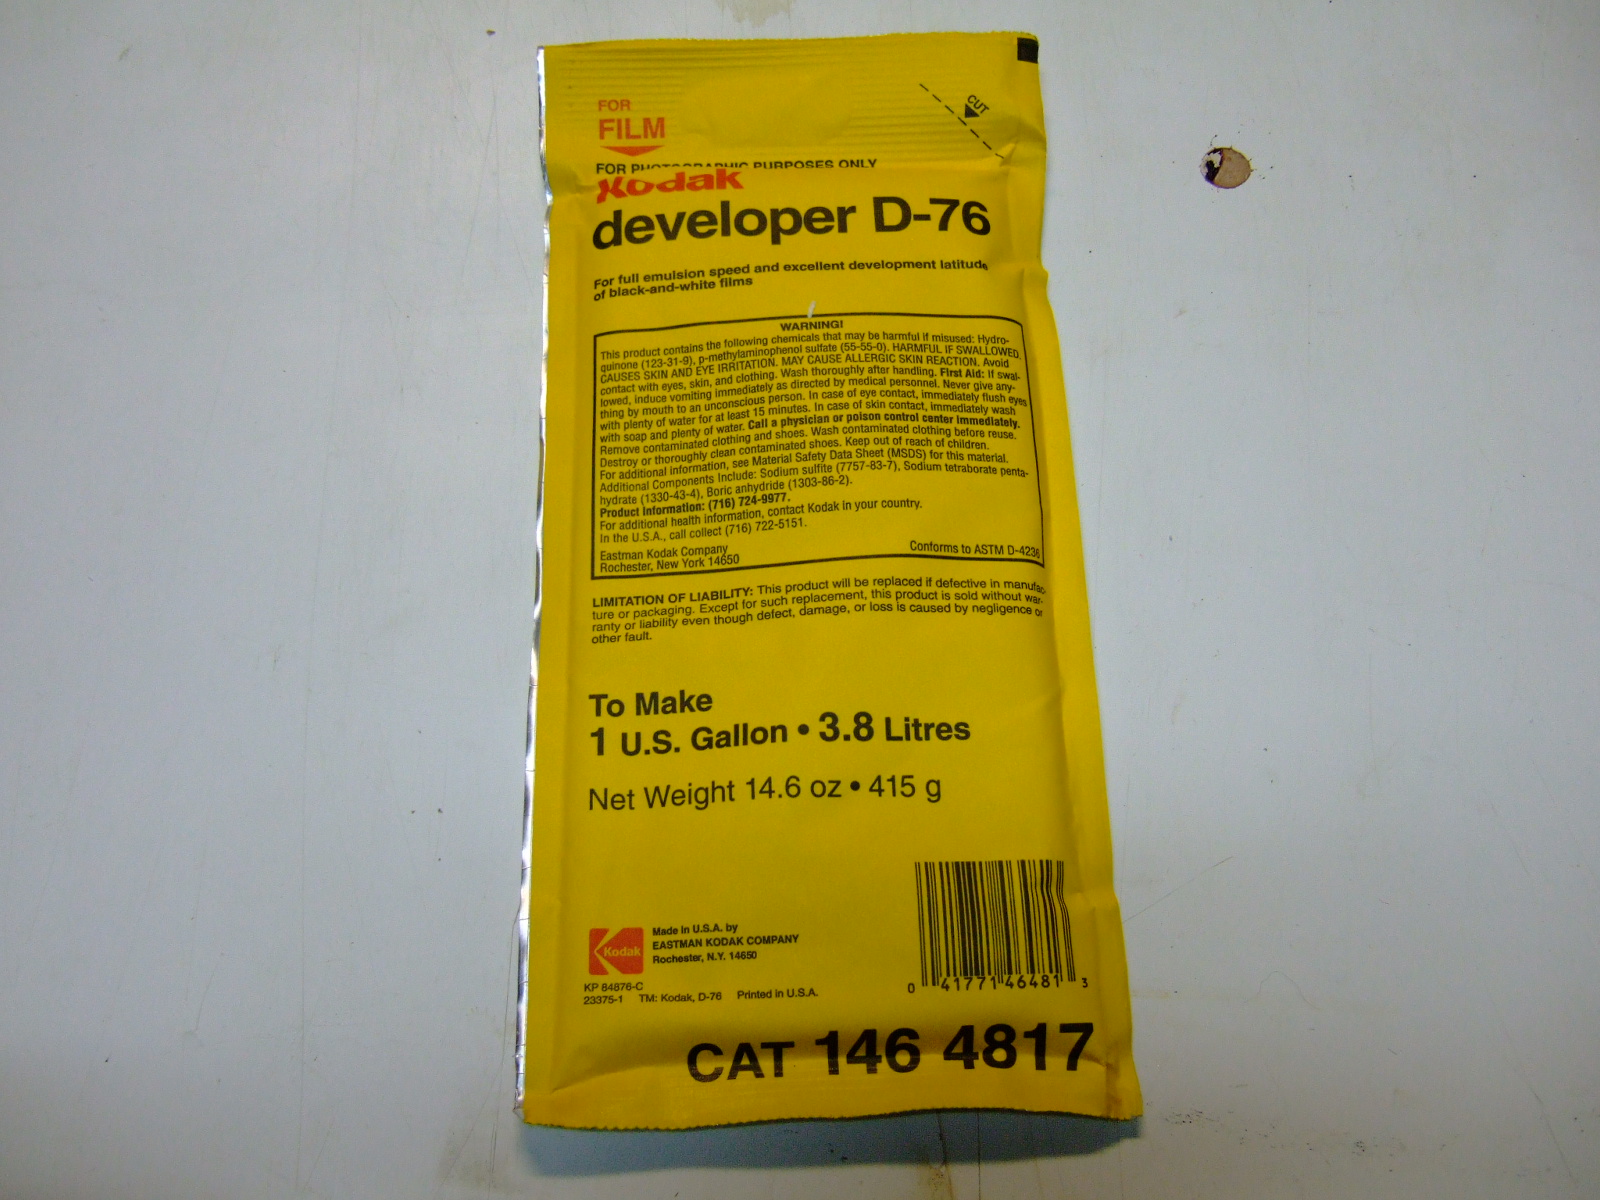 FOR
FILM
CUT
FOR PHOTOGRAPHIC PURPOSES ONLY
Kodak
developer D-76
For full emulsion speed and excellent development latitude
of black-and-white films
WARNING!
This product contains the following chemicals that may be harmful if misused: Hydro-
quinone (123-31-9), p-methylaminophenol sulfate (55-55-0). HARMFUL IF SWALLOWED.
CAUSES SKIN AND EYE IRRITATION. MAY CAUSE ALLERGIC SKIN REACTION. Avoid
contact with eyes, skin, and clothing. Wash thoroughly after handling. First Aid: If swal-
lowed, induce vomiting immediately as directed by medical personnel. Never give any-
thing by mouth to an unconscious person. In case of eye contact, immediately flush eyes
with plenty of water for at least 15 minutes. In case of skin contact, immediately wash
with soap and plenty of water. Call a physician or poison control center immediately.
Remove contaminated clothing and shoes. Wash contaminated clothing before reuse.
Destroy or thoroughly clean contaminated shoes. Keep out of reach of children.
For additional information, see Material Safety Data Sheet (MSDS) for this material.
Additional Components Include: Sodium sulfite (7757-83-7), Sodium tetraborate penta-
hydrate (1330-43-4), Boric anhydride (1303-86-2).
Product Information: (716) 724-9977.
For additional health information, contact Kodak in your country.
In the U.S.A., call collect (716) 722-5151.
Eastman Kodak Company
Rochester, New York 14650
Conforms to ASTM D-4236
LIMITATION OF LIABILITY: This product will be replaced if defective in manufac-
ture or packaging. Except for such replacement, this product is sold without war-
ranty or liability even though defect, damage, or loss is caused by negligence or
other fault.
To Make
1 U.S. Gallon • 3.8 Litres
Net Weight 14.6 oz • 415 g
Kodak
Made in U.S.A. by
EASTMAN KODAK COMPANY
Rochester, N.Y. 14650
KP 84876-C
23375-1 TM: Kodak, D-76 Printed in U.S.A.
0 41771 46481 3
CAT 146 4817